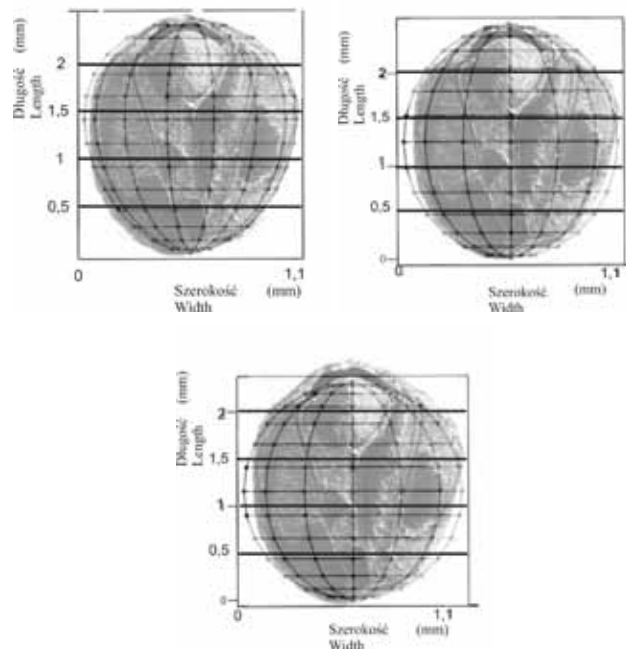 Długość (mm)
Length
2
1,5
1
0,5
0
1,1
Szerokość (mm)
Width
Długość (mm)
Length
2
1,5
1
0,5
0
0
1,1
Szerokość (mm)
Width
Długość (mm)
Length
2
1,5
1
0,5
0
0
1,1
Szerokość (mm)
Width